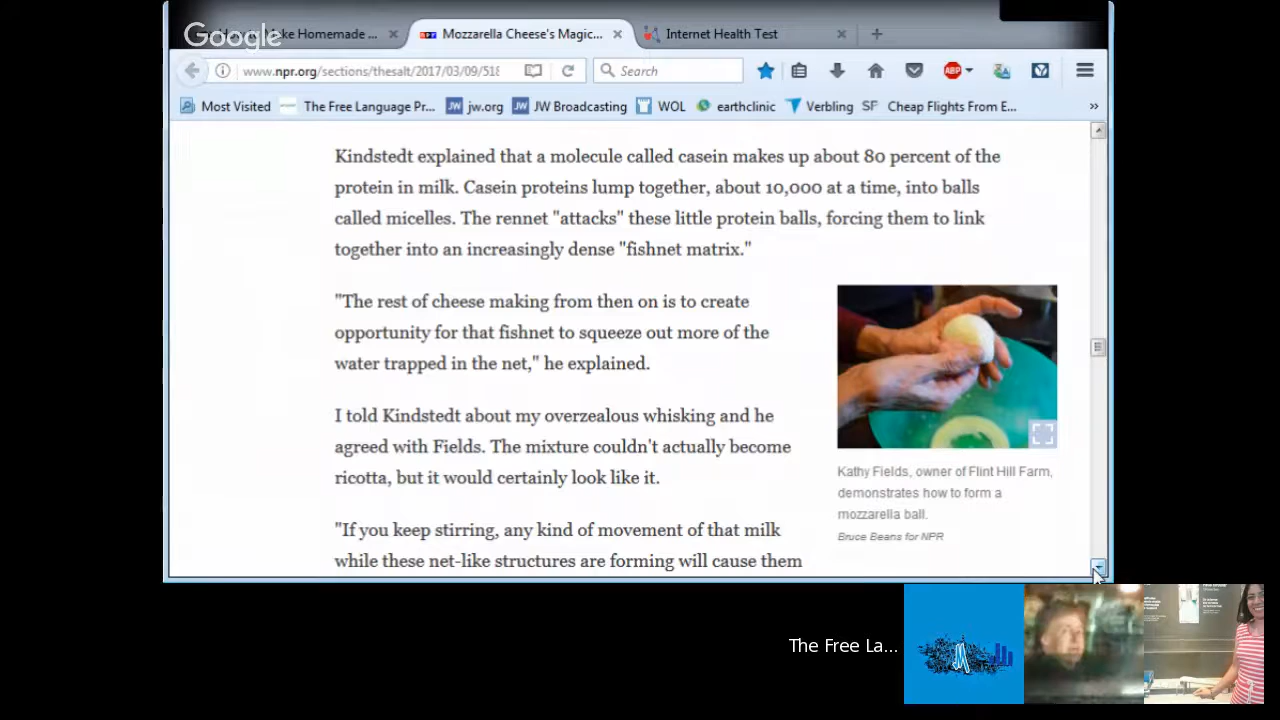 Google
ke Homemade ...
Mozzarella Cheese's Magic...
Internet Health Test
www.npr.org/sections/thesalt/2017/03/09/518
Search
ABP
Most Visited
The Free Language Pr...
JW jw.org
JW JW Broadcasting
WOL
earthclinic
Verbling
SF Cheap Flights From E...
Kindstedt explained that a molecule called casein makes up about 80 percent of the
protein in milk. Casein proteins lump together, about 10,000 at a time, into balls
called micelles. The rennet "attacks" these little protein balls, forcing them to link
together into an increasingly dense "fishnet matrix."
"The rest of cheese making from then on is to create
opportunity for that fishnet to squeeze out more of the
water trapped in the net," he explained.
I told Kindstedt about my overzealous whisking and he
agreed with Fields. The mixture couldn't actually become
ricotta, but it would certainly look like it.
"If you keep stirring, any kind of movement of that milk
while these net-like structures are forming will cause them
Kathy Fields, owner of Flint Hill Farm,
demonstrates how to form a
mozzarella ball.
Bruce Beans for NPR
The Free La...